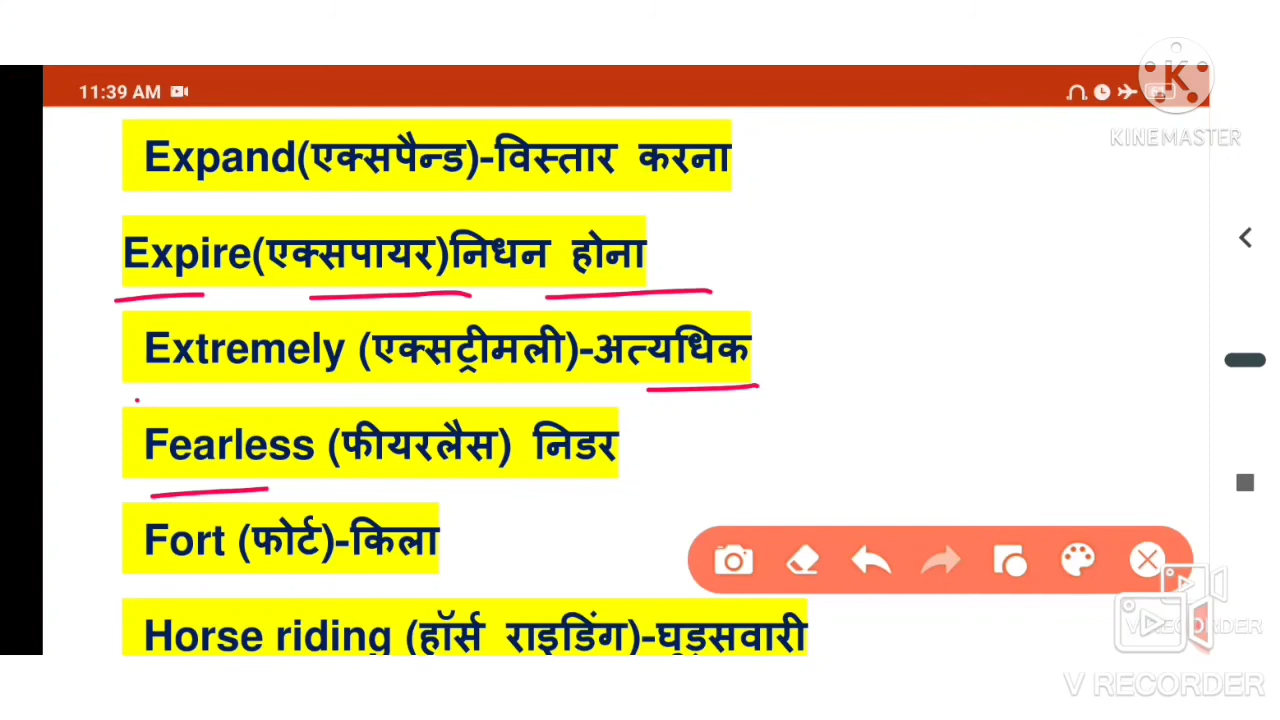 KINEMASTER
11:39 AM
Expand(एक्सपैन्ड)-विस्तार करना
Expire(एक्सपायर)निधन होना
Extremely (एक्सट्रीमली)-अत्यधिक
Fearless (फीयरलैस) निडर
Fort (फोर्ट)-किला
Horse riding (हॉर्स राइडिंग)-घूड़सवारी
V RECORDER
V RECORDER